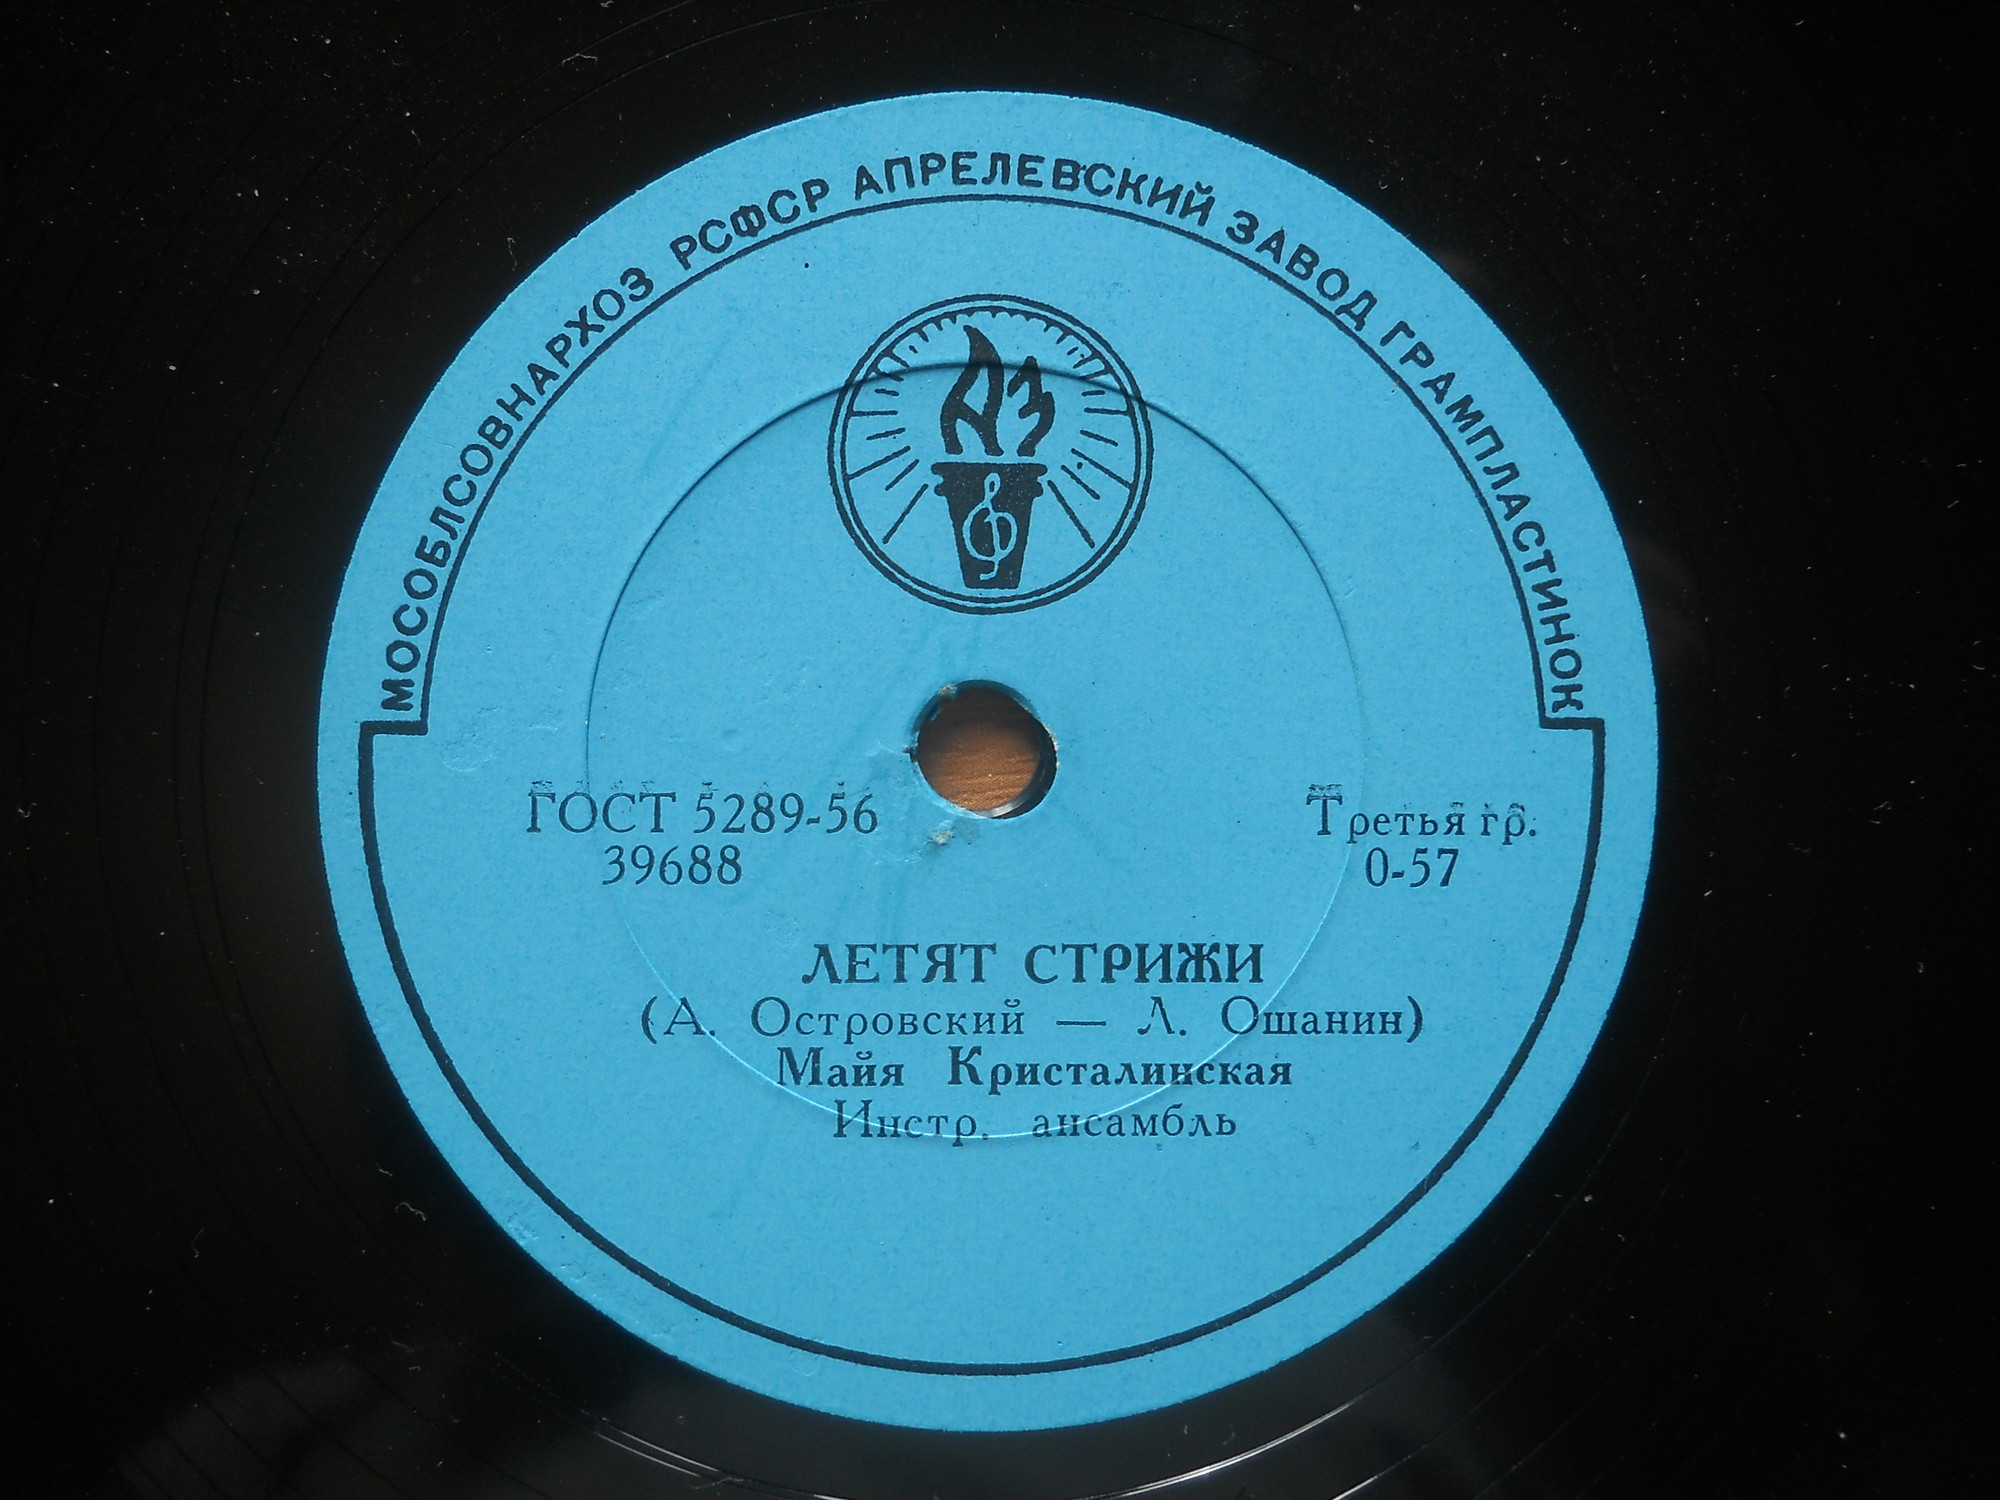 МОСОБЛСОВНАРХОЗ РСФСР АПРЕЛЕВСКИЙ ЗАВОД ГРАМПЛАСТИНОК
АЗ
ГОСТ 5289-56
39688
Третья гр.
0-57
ЛЕТЯТ СТРИЖИ
(А. Островский — Л. Ошанин)
Майя Кристалинская
Инстр. ансамбль